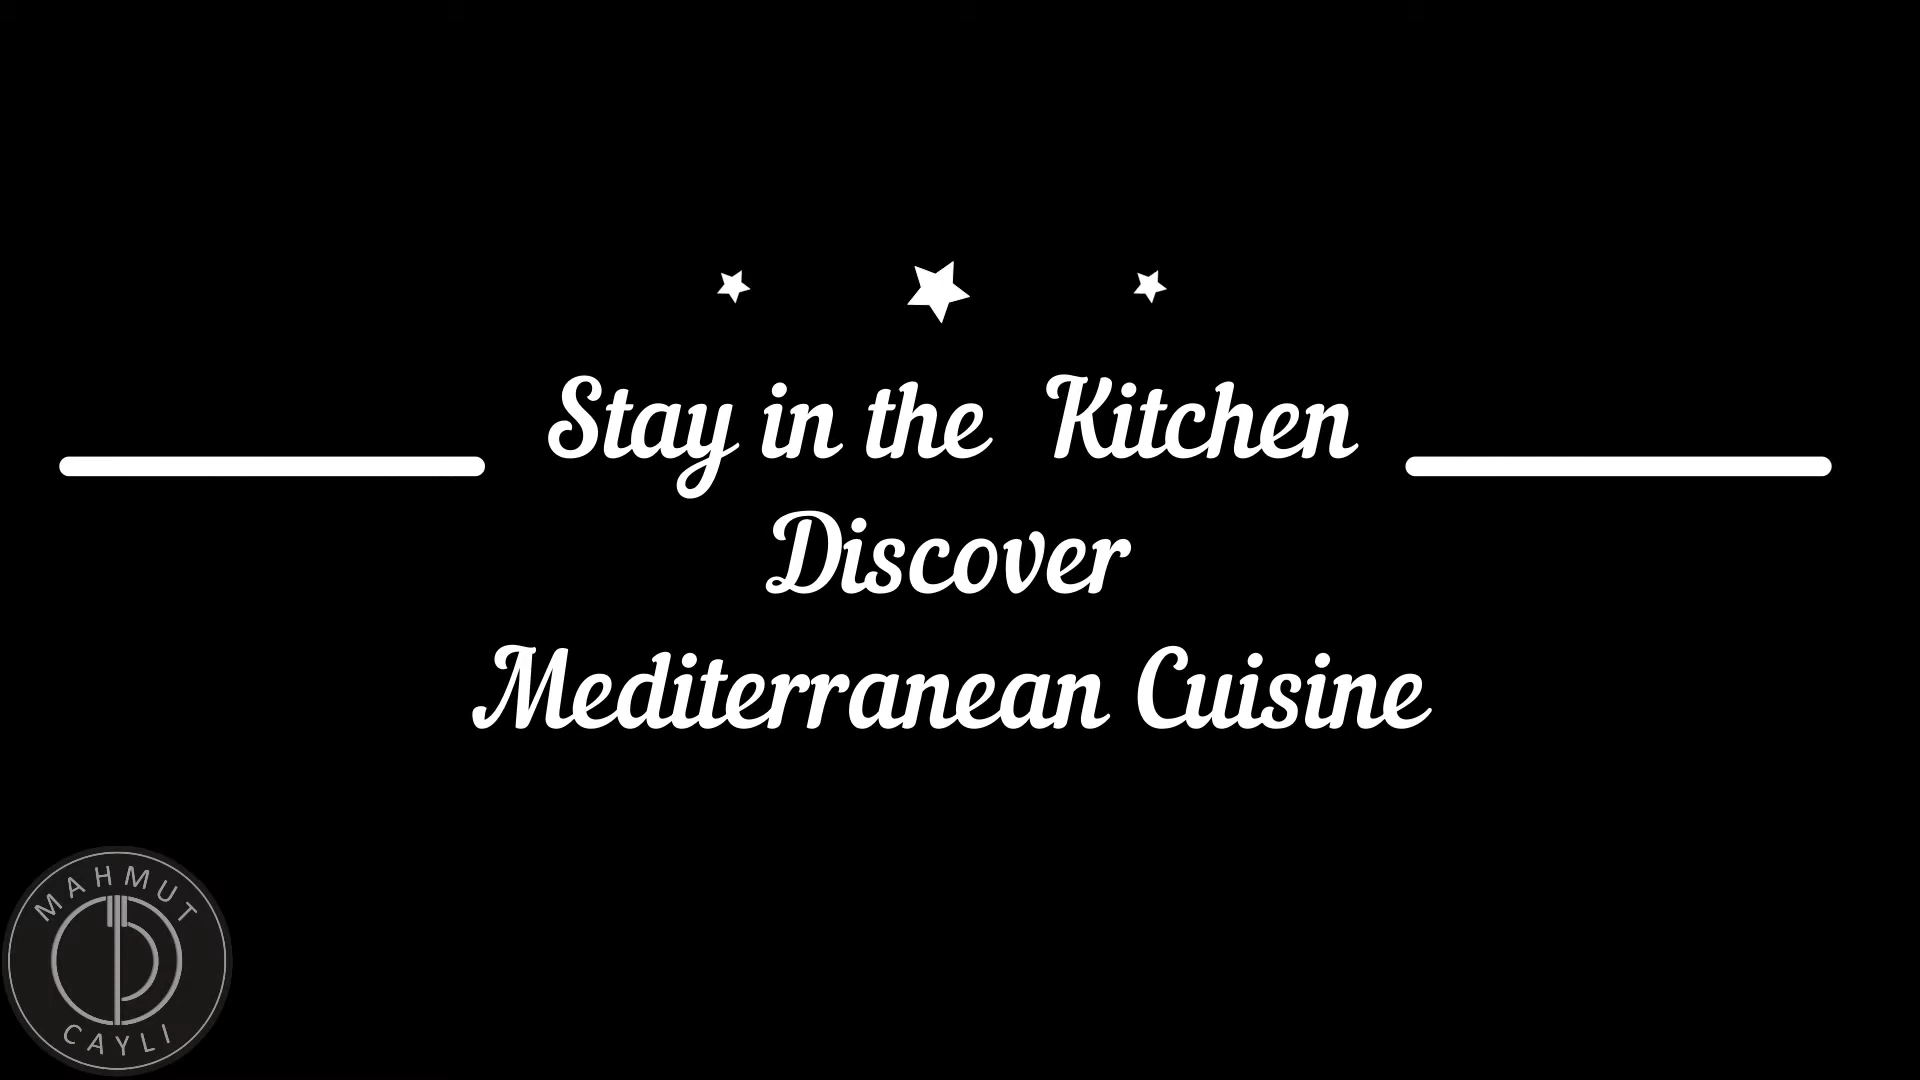 Stay in the Kitchen
Discover
Mediterranean Cuisine
MAHMUT
CAYLI